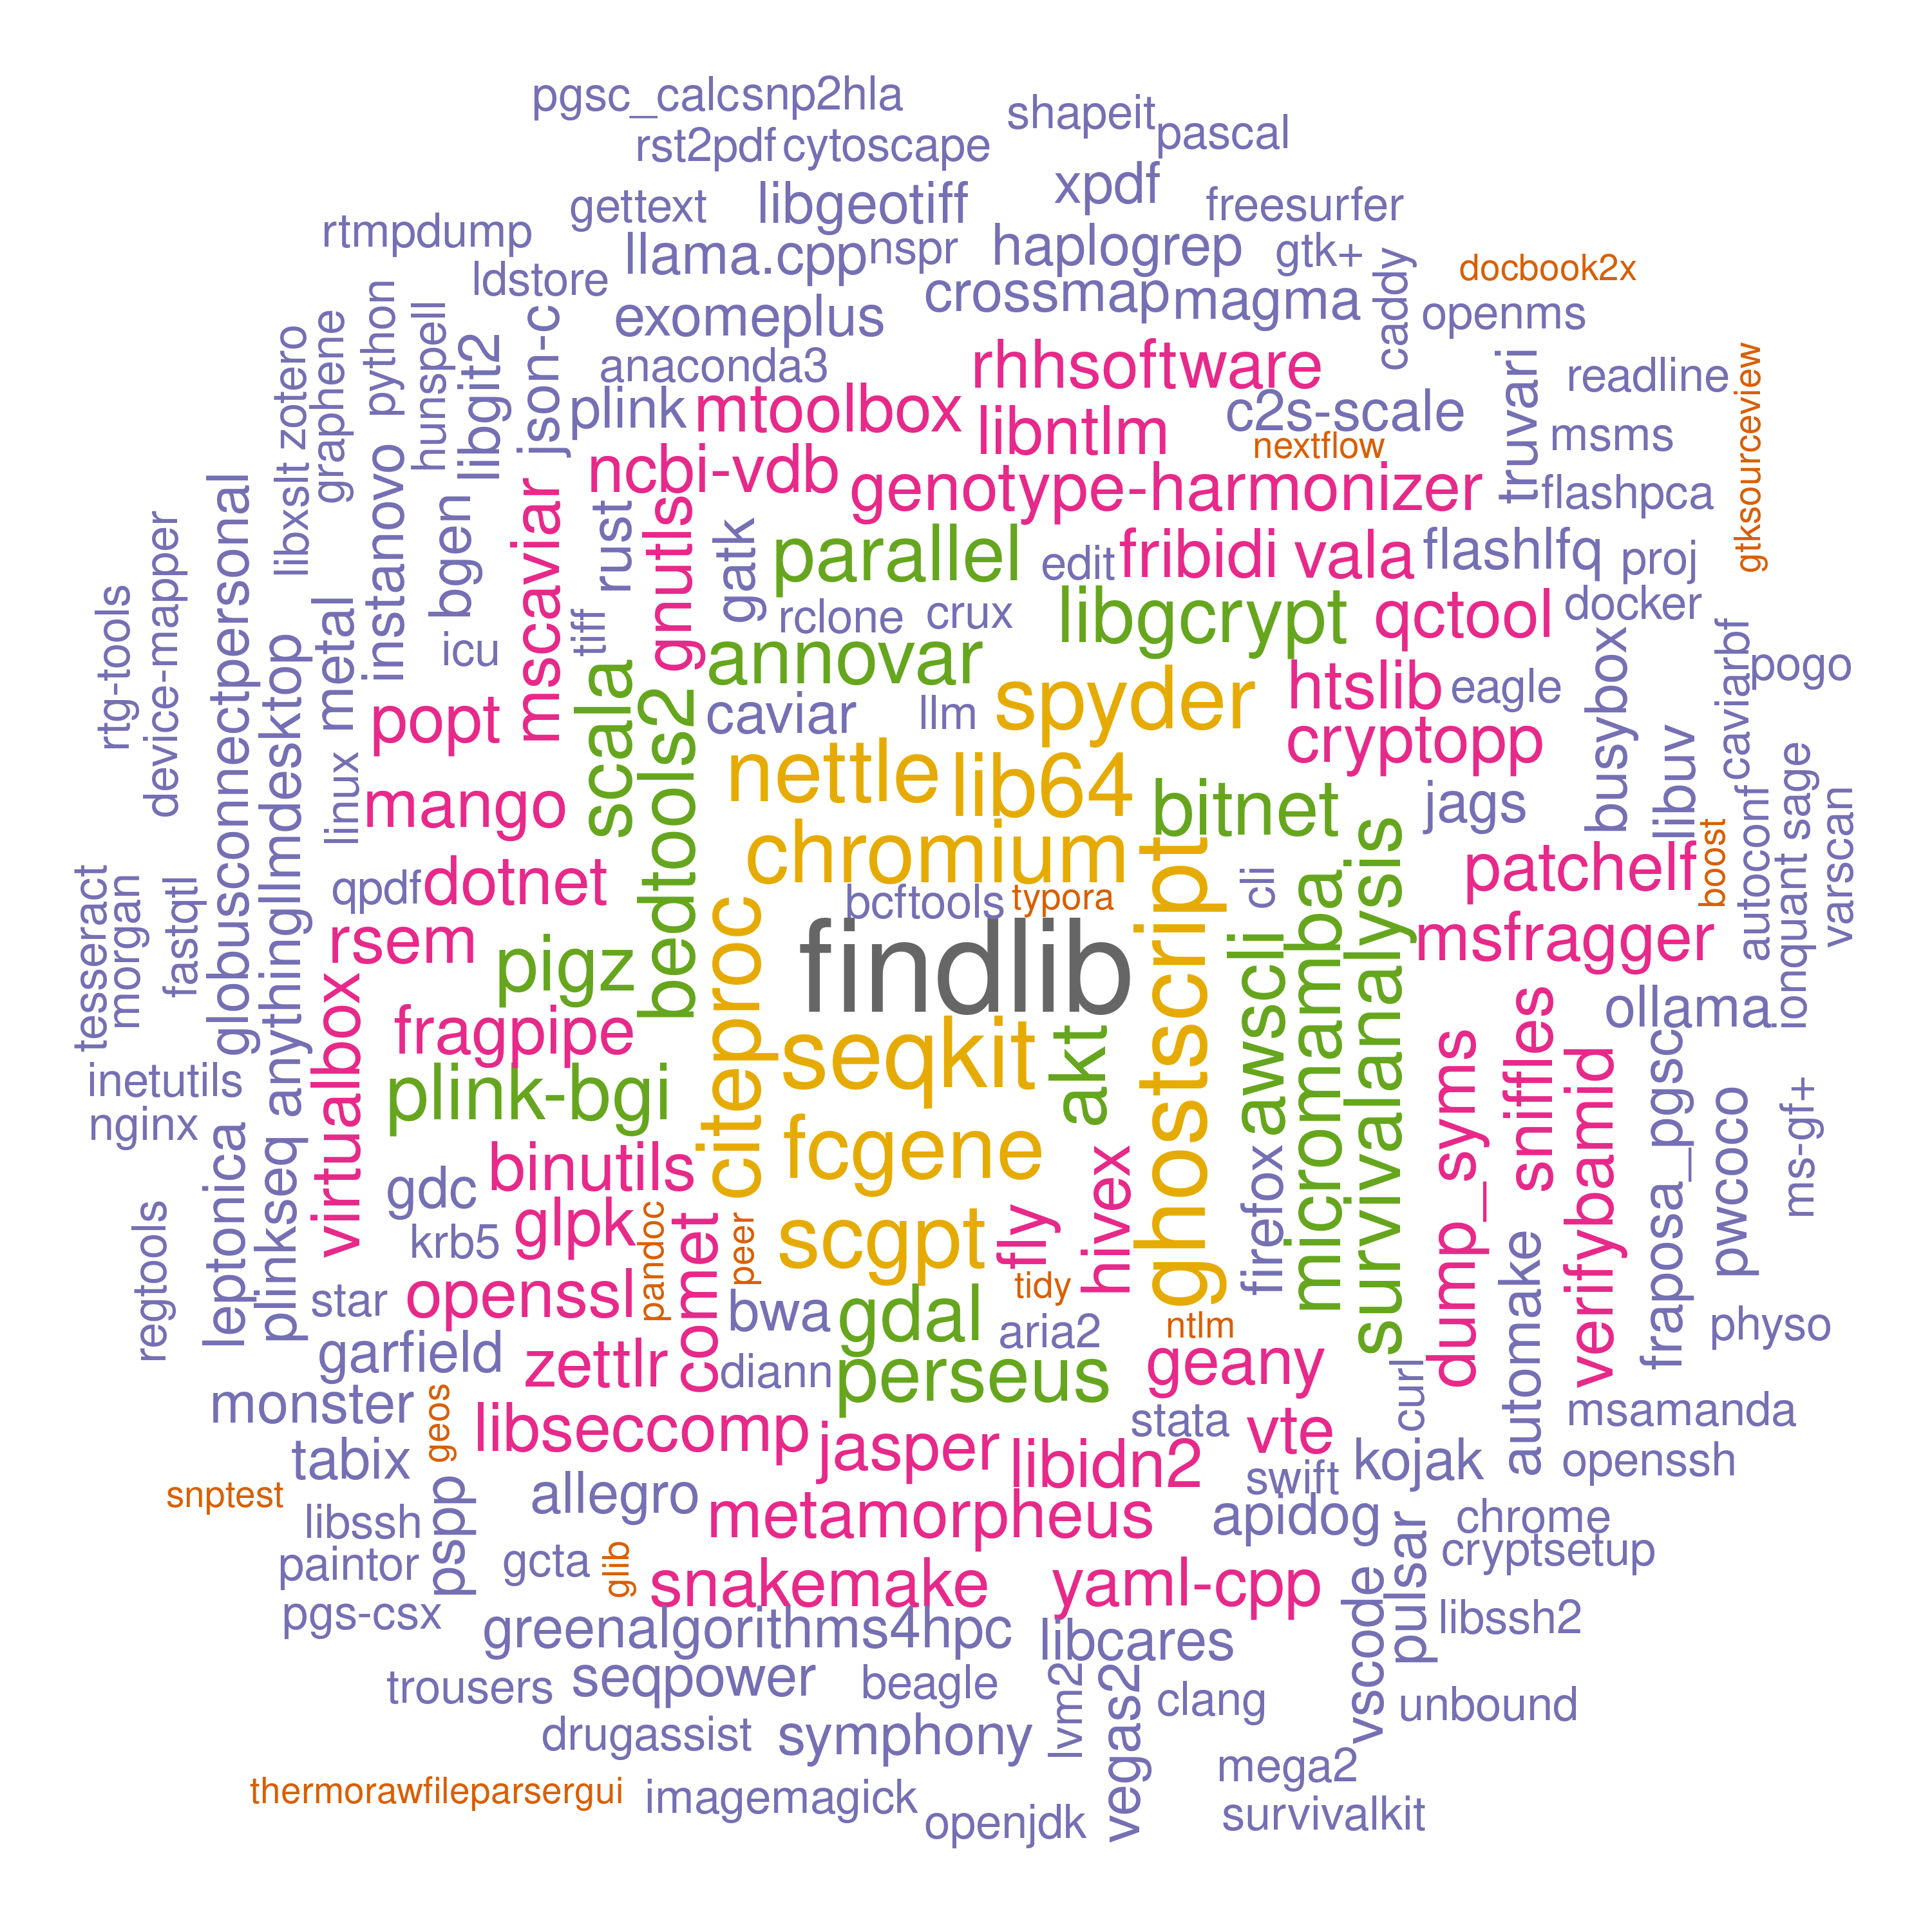 pgsc_calc
snp2hla
shapeit
pascal
rst2pdf
cytoscape
xpdf
gettext
libgeotiff
freesurfer
rtmpdump
llama.cpp
nspr
haplogrep
gtk+
caddy
docbook2x
ldstore
crossmap
magma
openms
exomeplus
json-c
python
hunspell
libgit2
zotero
graphene
anaconda3
rhhsoftware
truvari
readline
gtksourceview
plink
mtoolbox
libntlm
c2s-scale
nextflow
msms
libxslt
instanovo
bgen
mscaviar
ncbi-vdb
genotype-harmonizer
flashpca
globusconnectpersonal
device-mapper
rtg-tools
rust
gnutls
gatk
parallel
edit
fribidi
vala
flashlfq
proj
metal
icu
tiff
rclone
crux
libgcrypt
qctool
docker
anythingllmdesktop
scala
annovar
spyder
htslib
eagle
busybox
caviarbf
pogo
popt
bedtools2
caviar
llm
cryptopp
libuv
linux
mango
nettle
lib64
bitnet
jags
sage
autoconf
varscan
chromium
survivalanalysis
patchelf
boost
tesseract
morgan
fastqtl
qpdf
dotnet
bcftools
typora
ghostscript
cli
micromamba
ionquant
rsem
pigz
citeproc
findlib
awscli
msfragger
ollama
virtualbox
fragpipe
seqkit
akt
dump_syms
sniffles
verifybamid
fraposa_pgsc
inetutils
nginx
plink-bgi
fcgene
pwcoco
ms-gf+
leptonica
plinkseq
gdc
binutils
hivex
firefox
regtools
krb5
glpk
pandoc
comet
peer
scgpt
fly
automake
star
openssl
bwa
gdal
tidy
aria2
ntlm
physo
garfield
zettlr
diann
perseus
geany
curl
monster
geos
libseccomp
jasper
stata
vte
msamanda
tabix
libidn2
swift
kojak
openssh
snptest
pspp
allegro
libssh
metamorpheus
apidog
pulsar
chrome
paintor
gcta
glib
snakemake
yaml-cpp
vscode
cryptsetup
pgs-csx
greenalgorithms4hpc
libcares
libssh2
trousers
seqpower
beagle
lvm2
vegas2
clang
unbound
drugassist
symphony
mega2
thermorawfileparsergui
imagemagick
openjdk
survivalkit